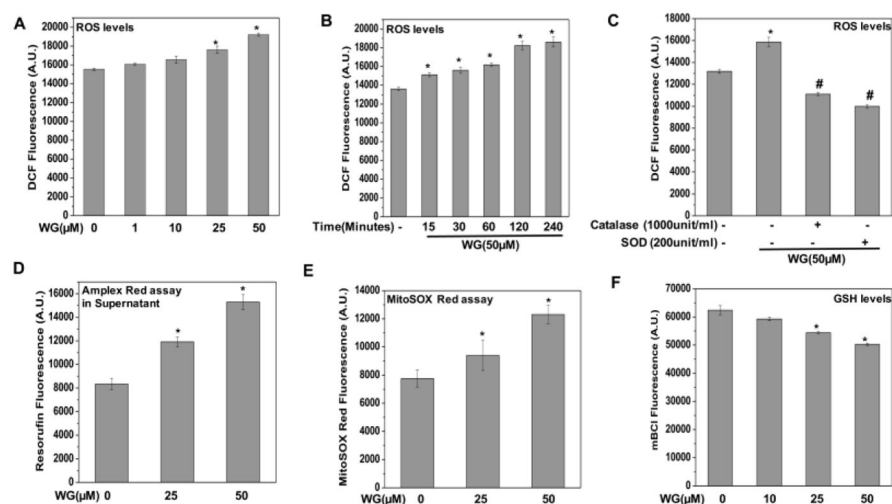 A
ROS levels
DCF Fluorescence (A.U.)
20000
18000
16000
14000
12000
10000
8000
6000
4000
2000
0
* *
WG(µM) 0 1 10 25 50
B
ROS levels
DCF Fluorescence (A.U.)
20000
18000
16000
14000
12000
10000
8000
6000
4000
2000
0
* * * * *
Time(Minutes) - 15 30 60 120 240
WG(50µM)
C
ROS levels
DCF Fluoresecnec (A.U.)
18000
16000
14000
12000
10000
8000
6000
4000
2000
0
* # #
Catalase (1000unit/ml) - - + -
SOD (200unit/ml) - - - +
WG(50µM)
D
Amplex Red assay
in Supernatant
Resorufin Fluorescence (A.U.)
16000
14000
12000
10000
8000
6000
4000
2000
0
* *
WG(µM) 0 25 50
E
MitoSOX Red assay
MitoSOX Red Fluorescence (A.U.)
14000
12000
10000
8000
6000
4000
2000
0
* *
WG(µM) 0 25 50
F
GSH levels
mBCl Fluorescence (A.U.)
70000
60000
50000
40000
30000
20000
10000
0
* *
WG(µM) 0 10 25 50